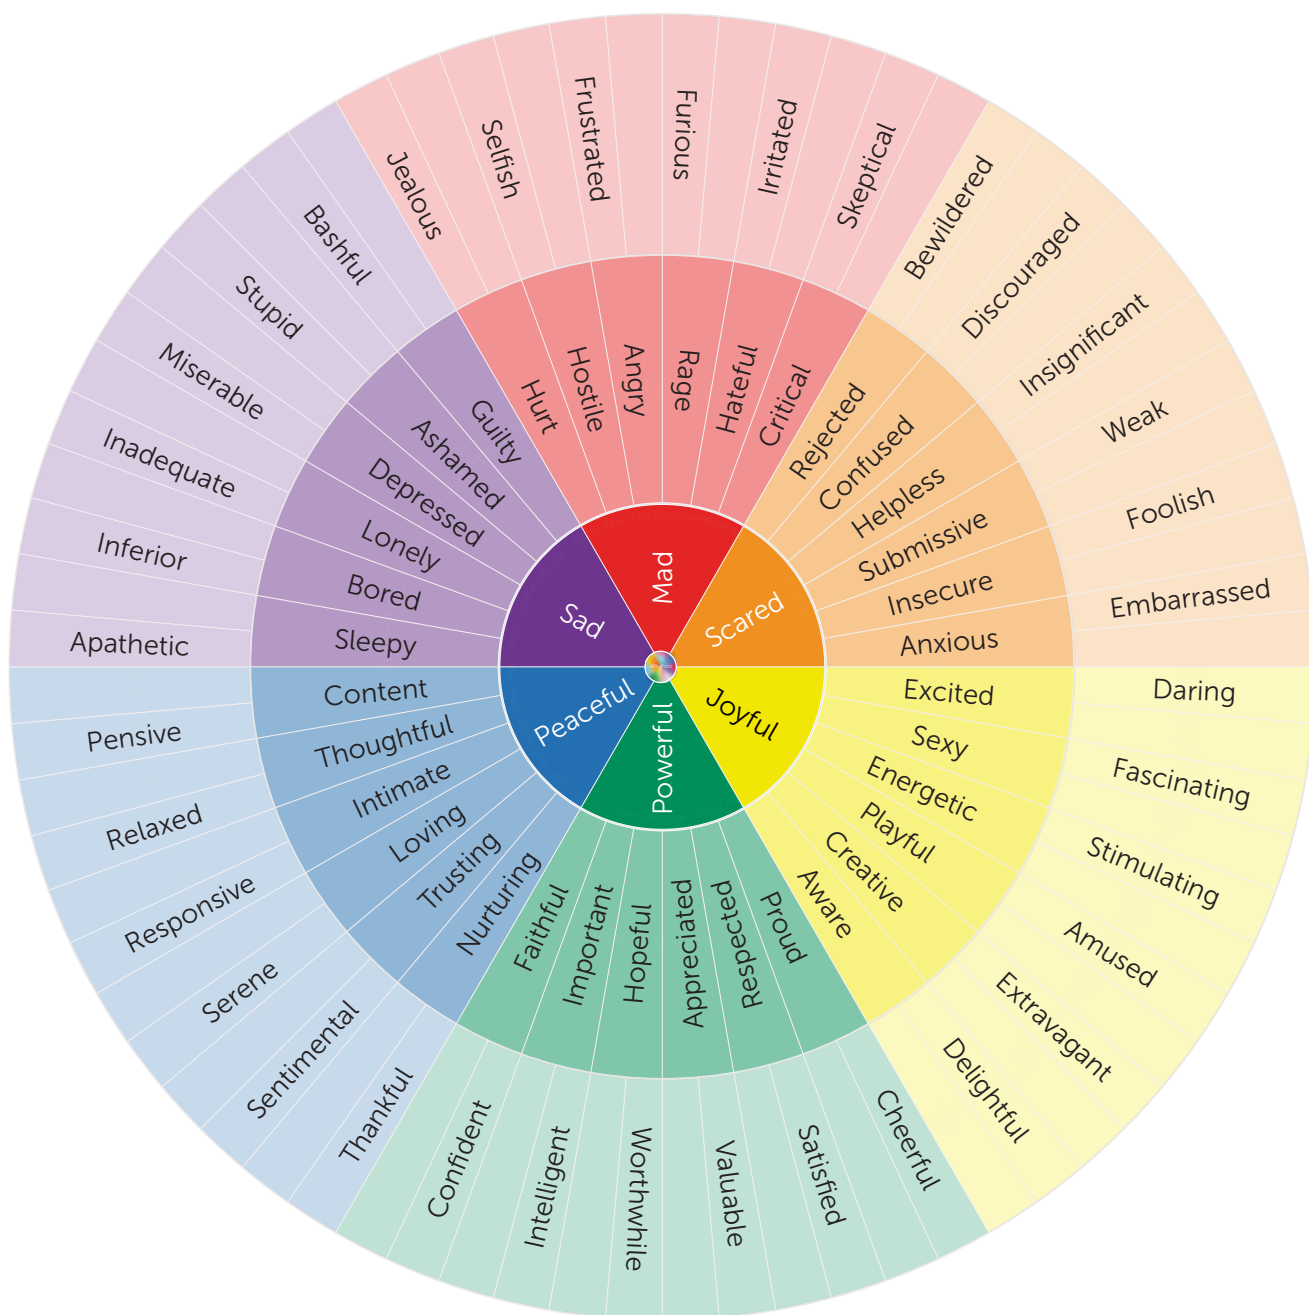 Mad
Scared
Joyful
Powerful
Peaceful
Sad
Hurt
Hostile
Angry
Rage
Hateful
Critical
Rejected
Confused
Helpless
Submissive
Insecure
Anxious
Excited
Sexy
Energetic
Playful
Creative
Aware
Proud
Respected
Appreciated
Hopeful
Important
Faithful
Nurturing
Trusting
Loving
Intimate
Thoughtful
Content
Sleepy
Bored
Lonely
Depressed
Ashamed
Guilty
Jealous
Selfish
Frustrated
Furious
Irritated
Skeptical
Bewildered
Discouraged
Insignificant
Weak
Foolish
Embarrassed
Daring
Fascinating
Stimulating
Amused
Extravagant
Delightful
Cheerful
Satisfied
Valuable
Worthwhile
Intelligent
Confident
Thankful
Sentimental
Serene
Responsive
Relaxed
Pensive
Apathetic
Inferior
Inadequate
Miserable
Stupid
Bashful